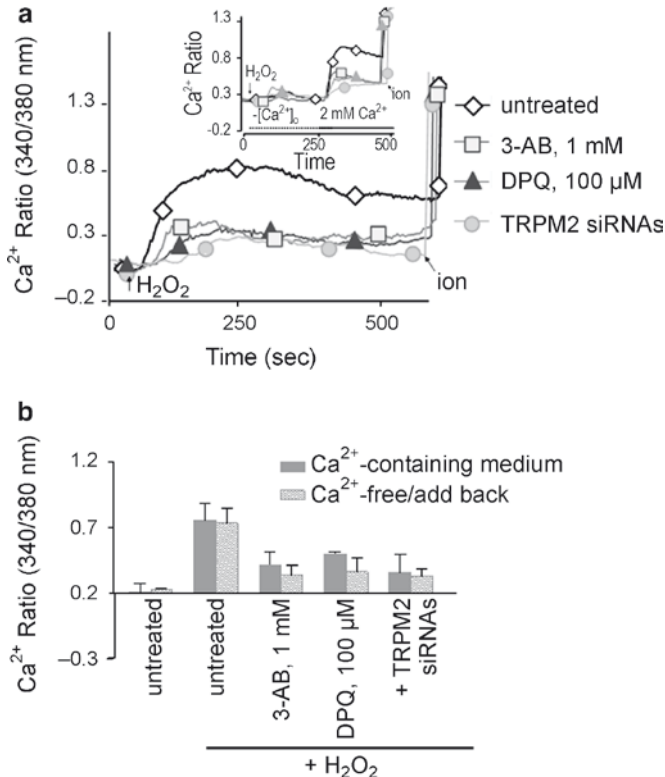 a
Ca2+ Ratio (340/380 nm)
1.3
0.8
0.3
–0.2
H2O2
ion
0
250
500
Time (sec)
Ca2+ Ratio
1.3
0.8
0.3
-0.2
H2O2
-[Ca2+]o
2 mM Ca2+
ion
0
250
500
Time
untreated
3-AB, 1 mM
DPQ, 100 µM
TRPM2 siRNAs
b
Ca2+ Ratio (340/380 nm)
1.2
0.7
0.2
–0.3
Ca2+-containing medium
Ca2+-free/add back
untreated
untreated
3-AB, 1 mM
DPQ, 100 µM
+ TRPM2
siRNAs
+ H2O2